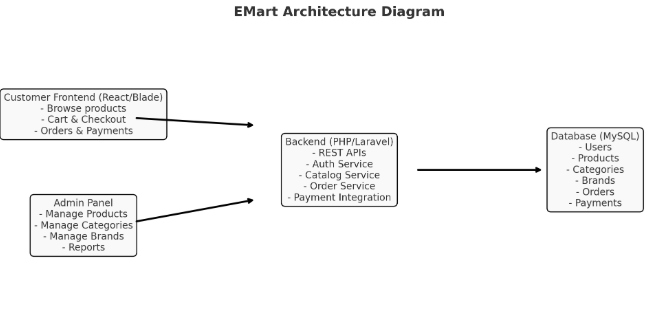 EMart Architecture Diagram
Customer Frontend (React/Blade)
- Browse products
- Cart & Checkout
- Orders & Payments
Admin Panel
- Manage Products
- Manage Categories
- Manage Brands
- Reports
Backend (PHP/Laravel)
- REST APIs
- Auth Service
- Catalog Service
- Order Service
- Payment Integration
Database (MySQL)
- Users
- Products
- Categories
- Brands
- Orders
- Payments